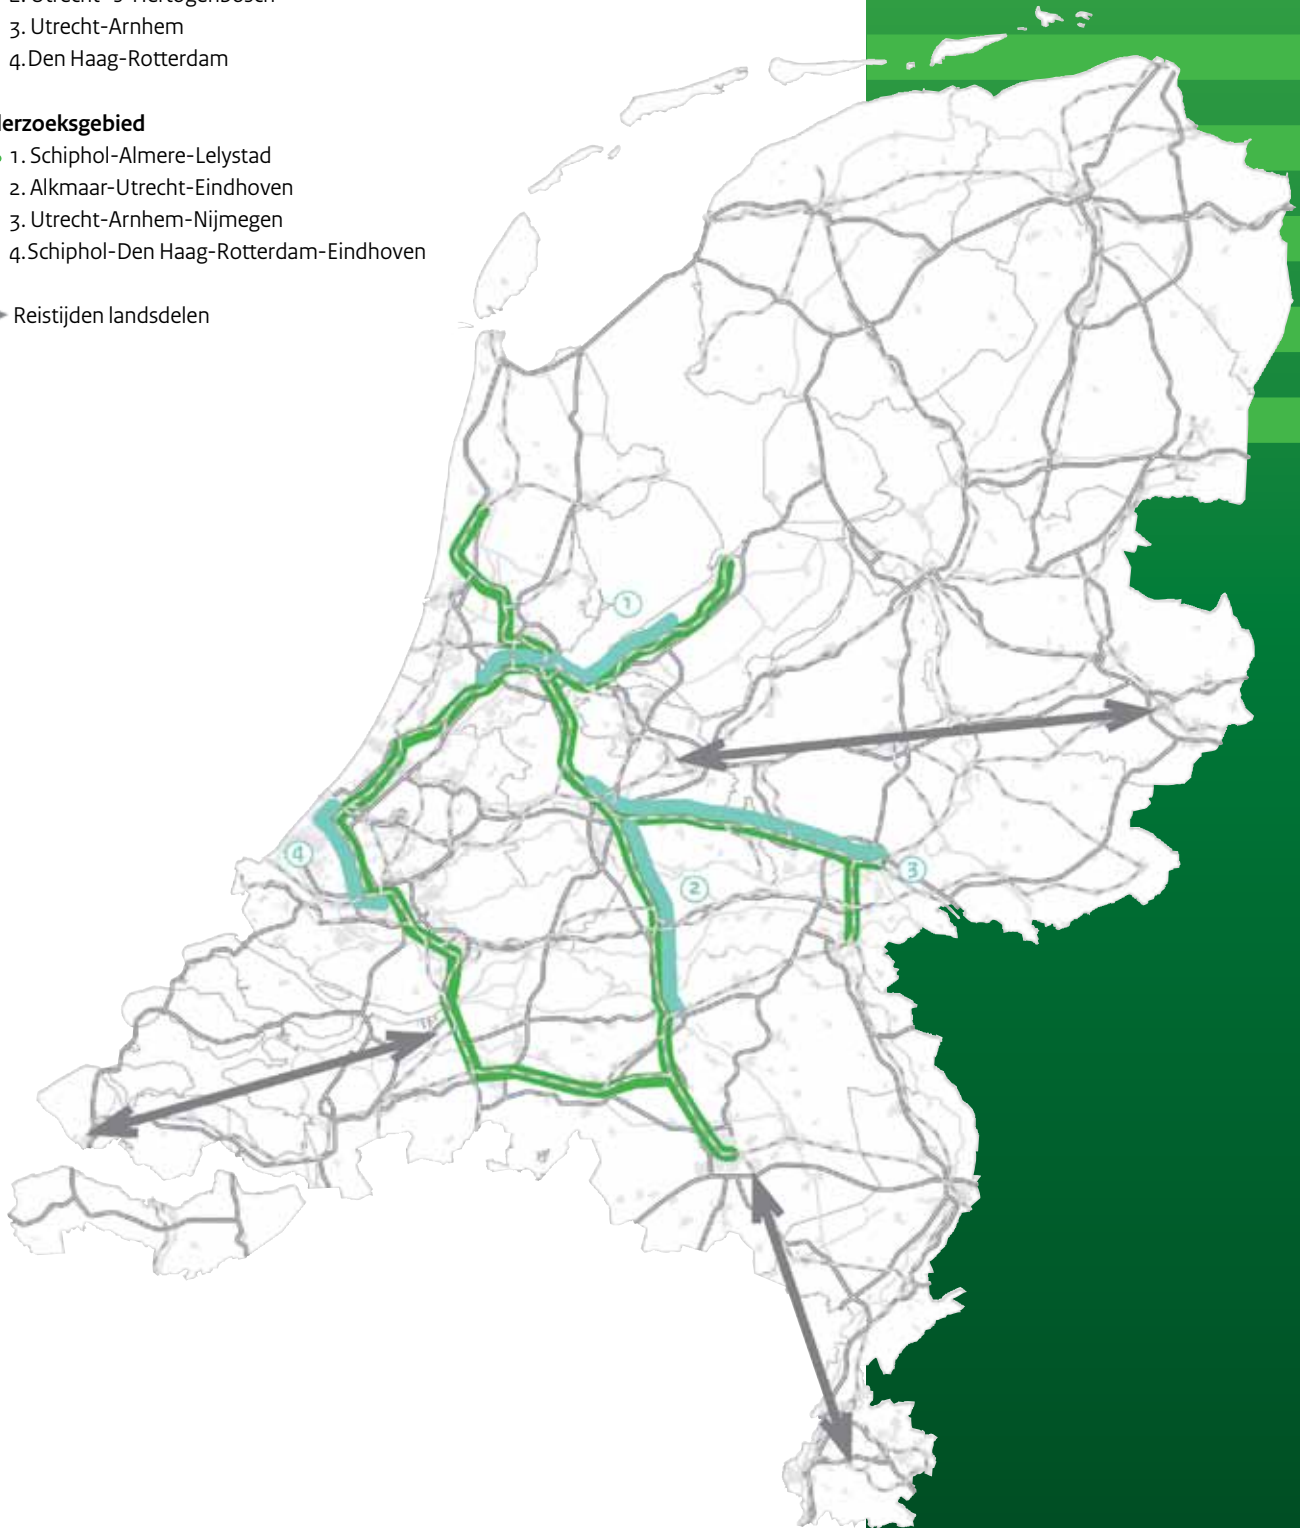 3. Utrecht-Arnhem
4.Den Haag-Rotterdam
1. Schiphol-Almere-Lelystad
2. Alkmaar-Utrecht-Eindhoven
3. Utrecht-Arnhem-Nijmegen
4.Schiphol-Den Haag-Rotterdam-Eindhoven
Reistijden landsdelen
1
4
3
2